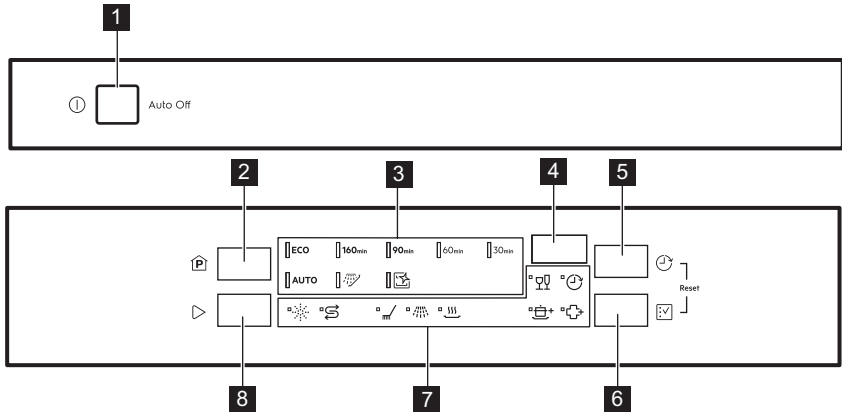 1
Auto Off
2 3 4 5
ECO 160min 90min 60min 30min
P
AUTO
Reset
8 7 6